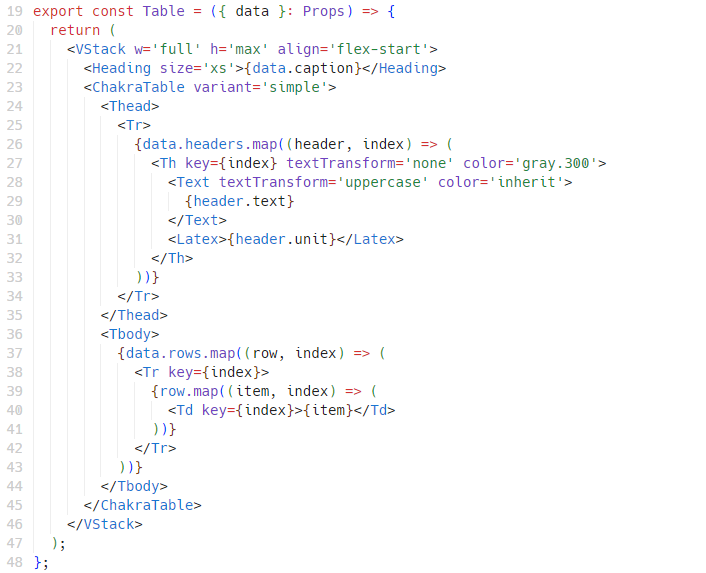 19 export const Table = ({ data }: Props) => {
20   return (
21     <VStack w='full' h='max' align='flex-start'>
22       <Heading size='xs'>{data.caption}</Heading>
23       <ChakraTable variant='simple'>
24         <Thead>
25           <Tr>
26             {data.headers.map((header, index) => (
27               <Th key={index} textTransform='none' color='gray.300'>
28                 <Text textTransform='uppercase' color='inherit'>
29                   {header.text}
30                 </Text>
31                 <Latex>{header.unit}</Latex>
32               </Th>
33             ))}
34           </Tr>
35         </Thead>
36         <Tbody>
37           {data.rows.map((row, index) => (
38             <Tr key={index}>
39               {row.map((item, index) => (
40                 <Td key={index}>{item}</Td>
41               ))}
42             </Tr>
43           ))}
44         </Tbody>
45       </ChakraTable>
46     </VStack>
47   );
48 };